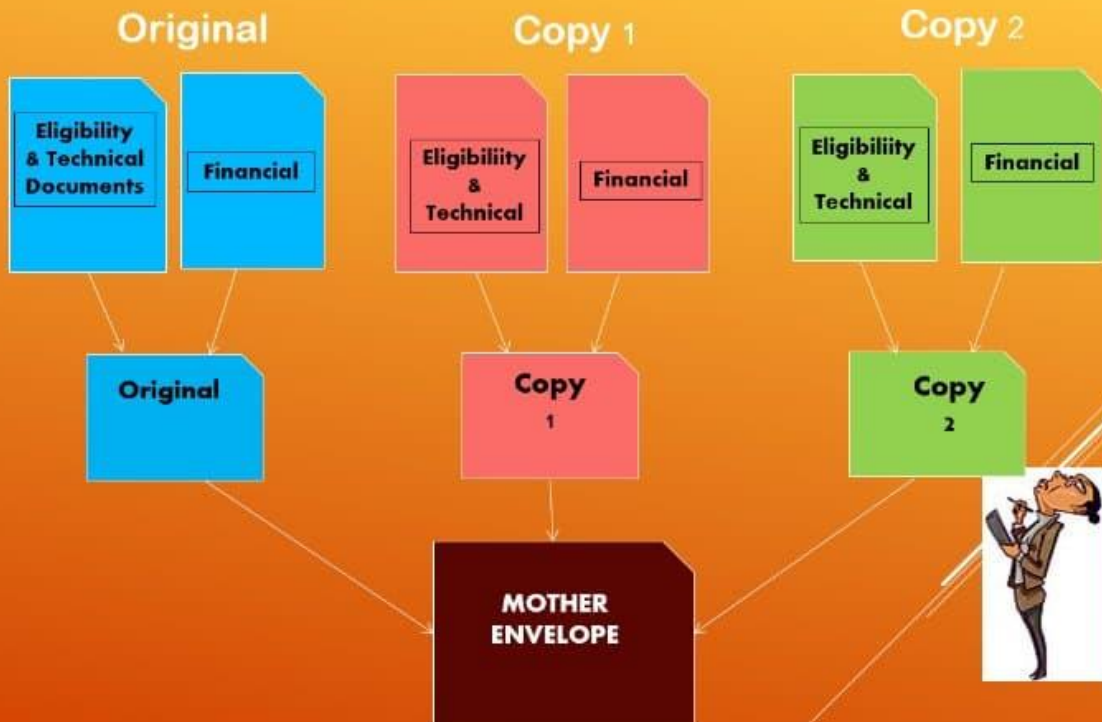 Original
Copy 1
Copy 2
Eligibility
& Technical
Documents
Financial
Eligibiliity
&
Technical
Financial
Eligibiliity
&
Technical
Financial
Original
Copy
1
Copy
2
MOTHER
ENVELOPE